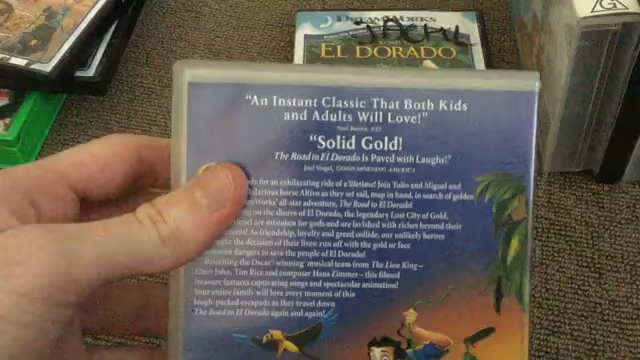 DREAMWORKS
JACHL
EL DORADO
G
"An Instant Classic That Both Kids
and Adults Will Love!"
"Solid Gold!
The Road to El Dorado Is Paved with Laughs!"
Joel Siegel, GOOD MORNING AMERICA
for an exhilarating ride of a lifetime! Join Tulio and Miguel and
hilarious horse Altivo as they set sail, map in hand, in search of golden
all-star adventure, The Road to El Dorado!
on the shores of El Dorado, the legendary Lost City of Gold,
are mistaken for gods and are lavished with riches beyond their
As friendship, loyalty and greed collide, our unlikely heroes
make the decision of their lives: run off with the gold or face
dangers to save the people of El Dorado!
Reuniting the Oscar® winning musical team from The Lion King –
Elton John, Tim Rice and composer Hans Zimmer – this filmed
treasure features captivating songs and spectacular animation!
Your entire family will love every moment of this
laugh-packed escapade as they travel down
The Road to El Dorado again and again!